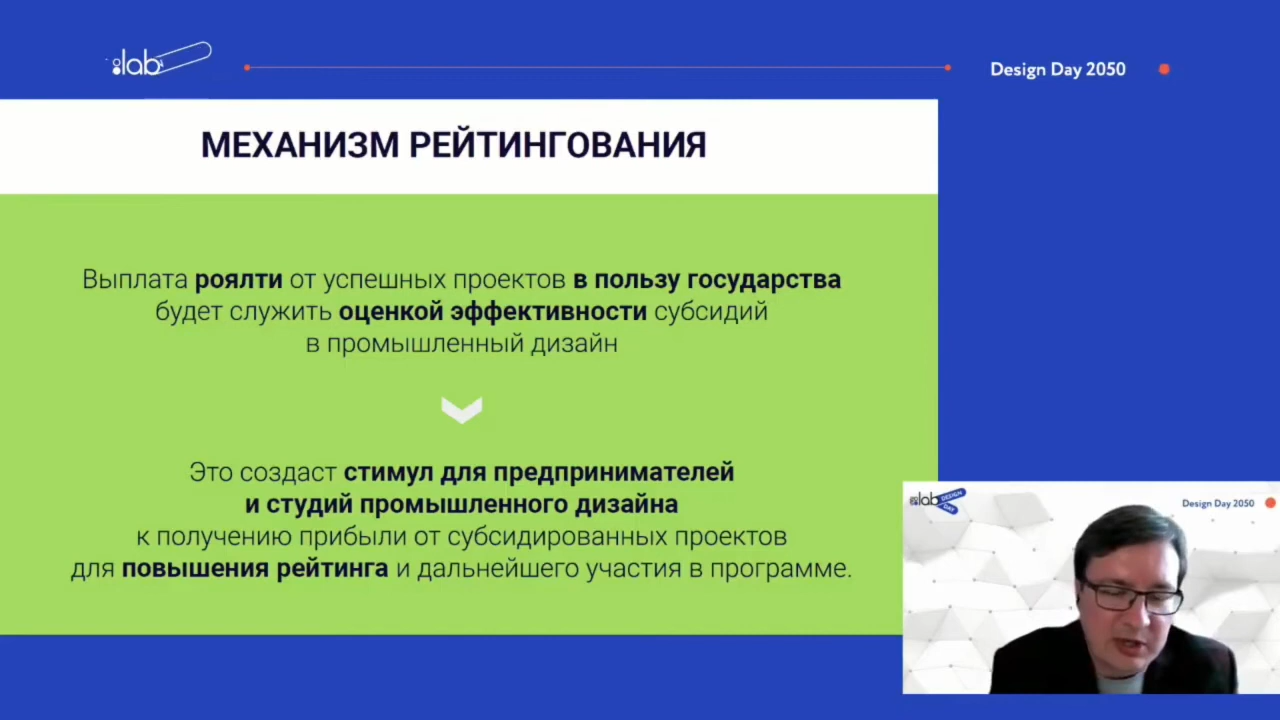 lab
Design Day 2050
МЕХАНИЗМ РЕЙТИНГОВАНИЯ
Выплата роялти от успешных проектов в пользу государства
будет служить оценкой эффективности субсидий
в промышленный дизайн
Это создаст стимул для предпринимателей
и студий промышленного дизайна
к получению прибыли от субсидированных проектов
для повышения рейтинга и дальнейшего участия в программе.
lab DESIGN
DAY
Design Day 2050